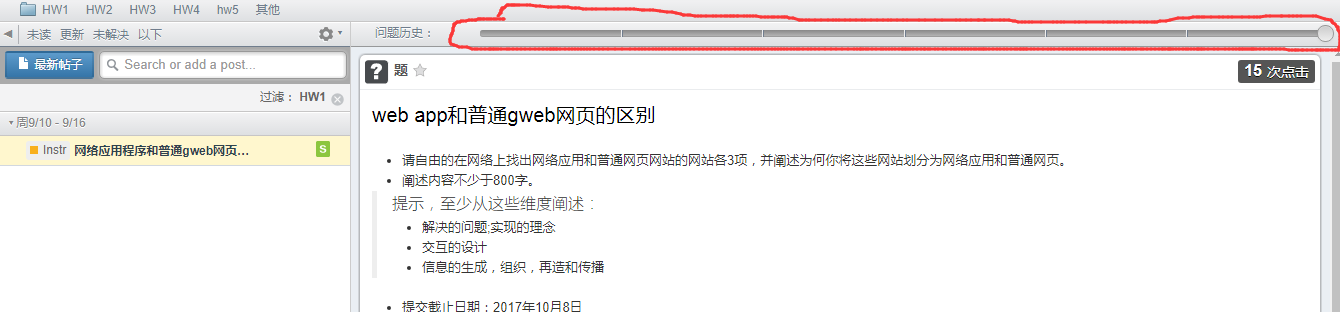 HW1 HW2 HW3 HW4 hw5 其他
未读 更新 未解决 以下
问题历史：
最新帖子 Search or add a post...
过滤： HW1
周9/10 - 9/16
Instr 网络应用程序和普通gweb网页... S
? 题
15 次点击
web app和普通gweb网页的区别
请自由的在网络上找出网络应用和普通网页网站的网站各3项，并阐述为何你将这些网站划分为网络应用和普通网页。
阐述内容不少于800字。
提示，至少从这些维度阐述：
解决的问题;实现的理念
交互的设计
信息的生成，组织，再造和传播
提交截止日期：2017年10月8日